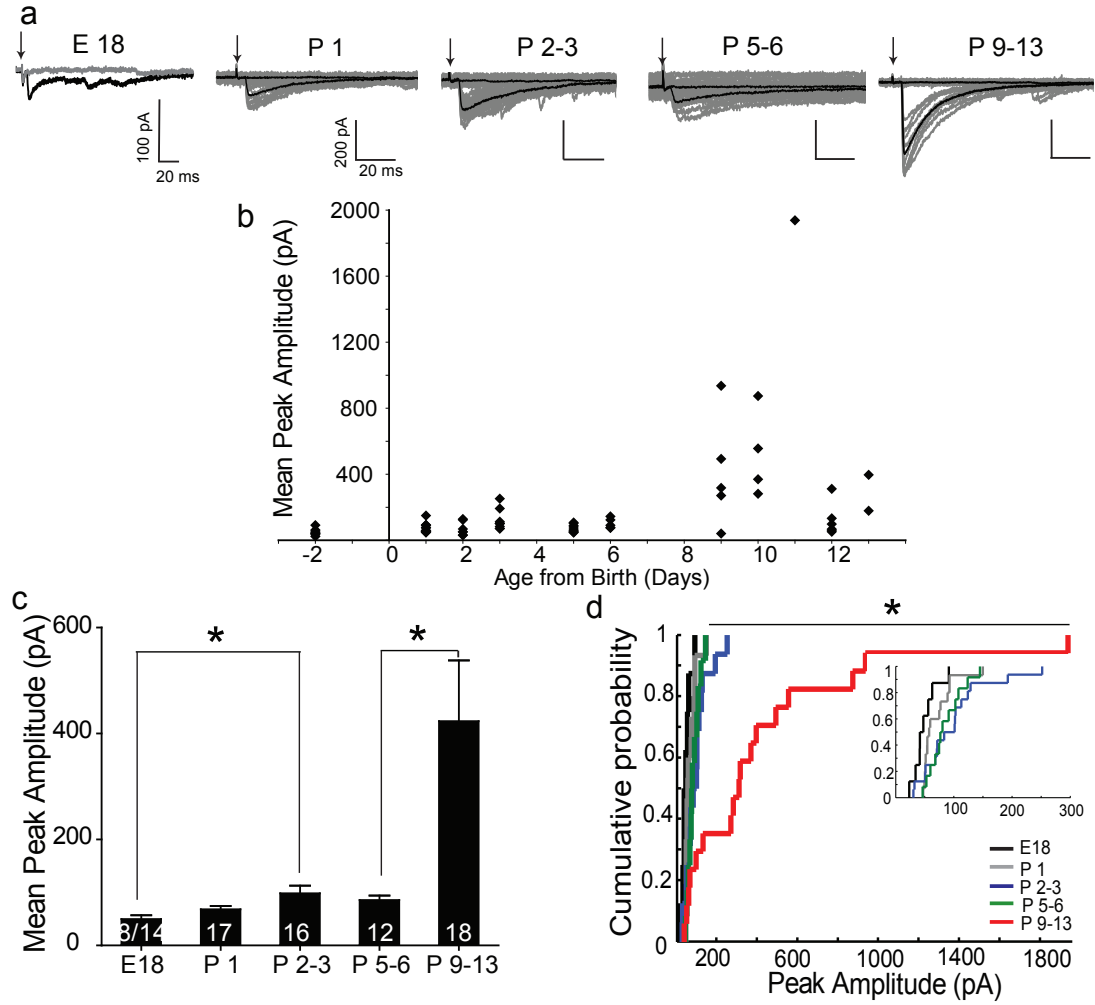 a
E 18
P 1
P 2-3
P 5-6
P 9-13
100 pA
20 ms
200 pA
20 ms
b
Mean Peak Amplitude (pA)
2000
1600
1200
800
400
-2
0
2
4
6
8
10
12
Age from Birth (Days)
c
Mean Peak Amplitude (pA)
600
400
200
0
*
*
8/14
17
16
12
18
E18
P 1
P 2-3
P 5-6
P 9-13
d
*
Cumulative probability
1
0.8
0.6
0.4
0.2
0
200
600
1000
1400
1800
Peak Amplitude (pA)
1
0.8
0.6
0.4
0.2
0
100
200
300
E18
P 1
P 2-3
P 5-6
P 9-13